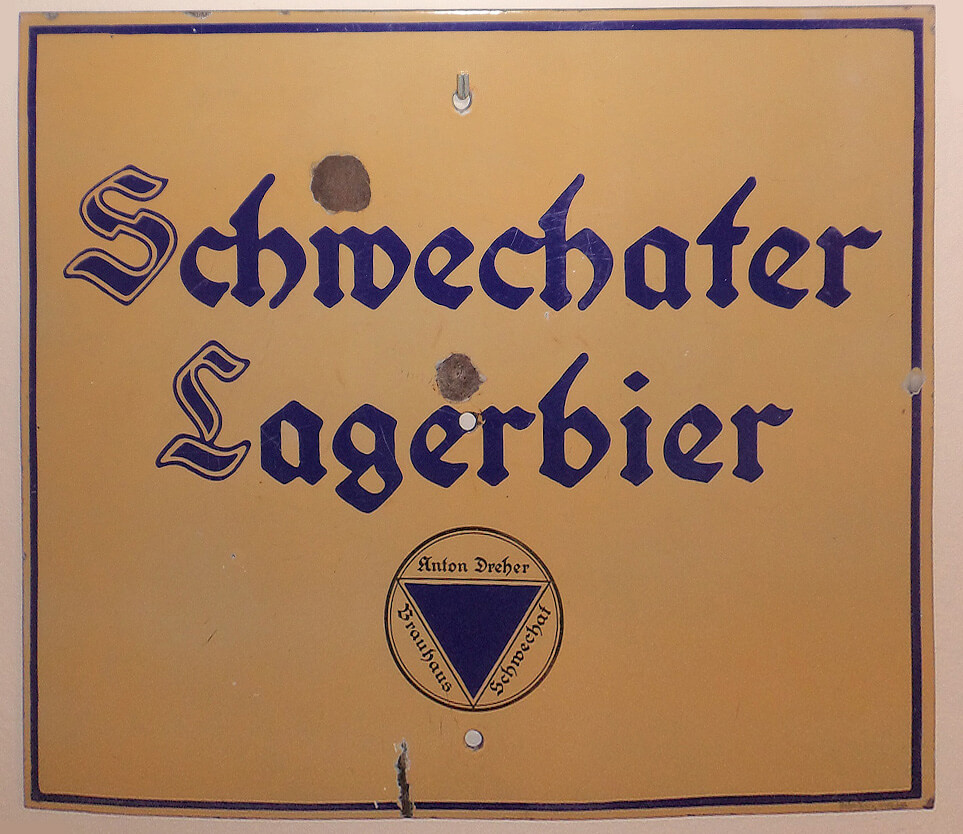 Schwechater
Lagerbier
Anton Dreher
Brauhaus
Schwechat